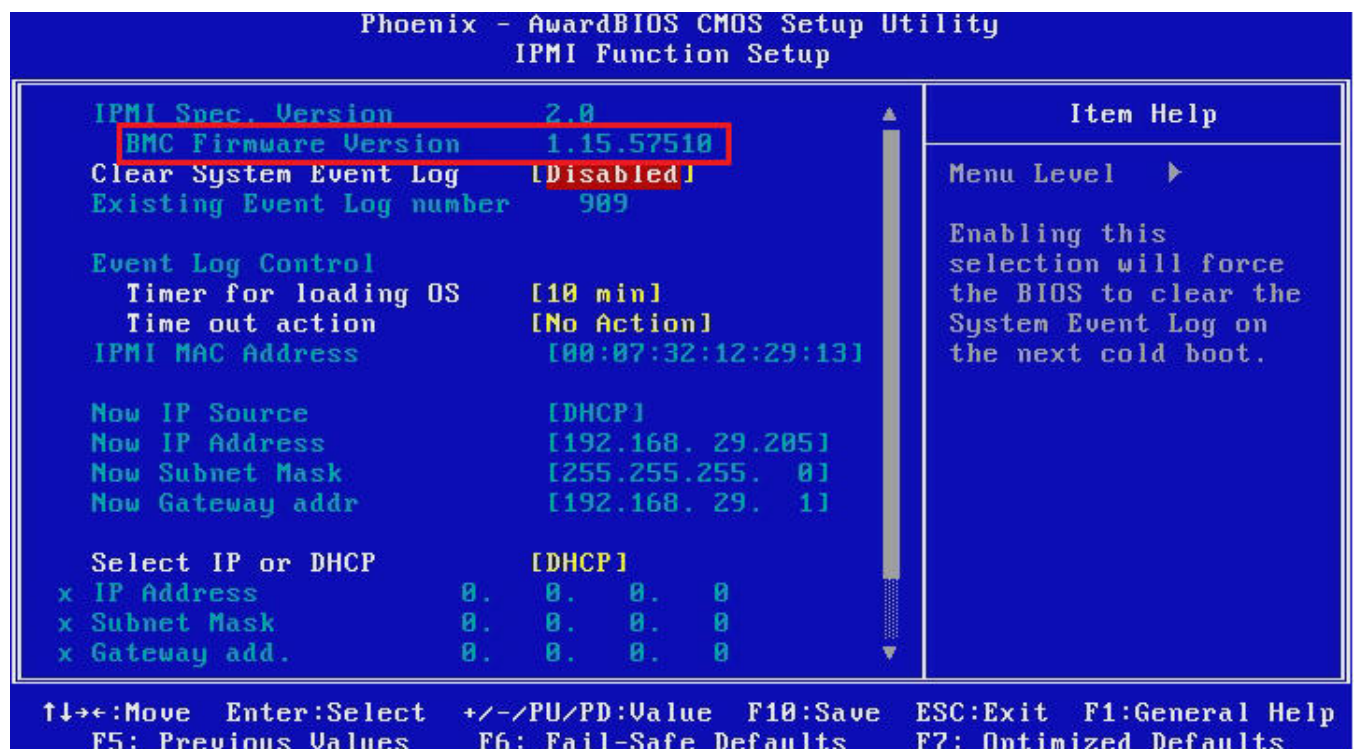 Phoenix - AwardBIOS CMOS Setup Utility
IPMI Function Setup
IPMI Spec. Version 2.0
BMC Firmware Version 1.15.57510
Clear System Event Log [Disabled]
Existing Event Log number 909
Event Log Control
Timer for loading OS [10 min]
Time out action [No Action]
IPMI MAC Address [00:07:32:12:29:13]
Now IP Source [DHCP]
Now IP Address [192.168. 29.205]
Now Subnet Mask [255.255.255. 0]
Now Gateway addr [192.168. 29. 1]
Select IP or DHCP [DHCP]
x IP Address 0. 0. 0. 0
x Subnet Mask 0. 0. 0. 0
x Gateway add. 0. 0. 0. 0
Item Help
Menu Level ▶
Enabling this
selection will force
the BIOS to clear the
System Event Log on
the next cold boot.
↑↓→←:Move Enter:Select +/-/PU/PD:Value F10:Save ESC:Exit F1:General Help
F5: Previous Values F6: Fail-Safe Defaults F7: Optimized Defaults